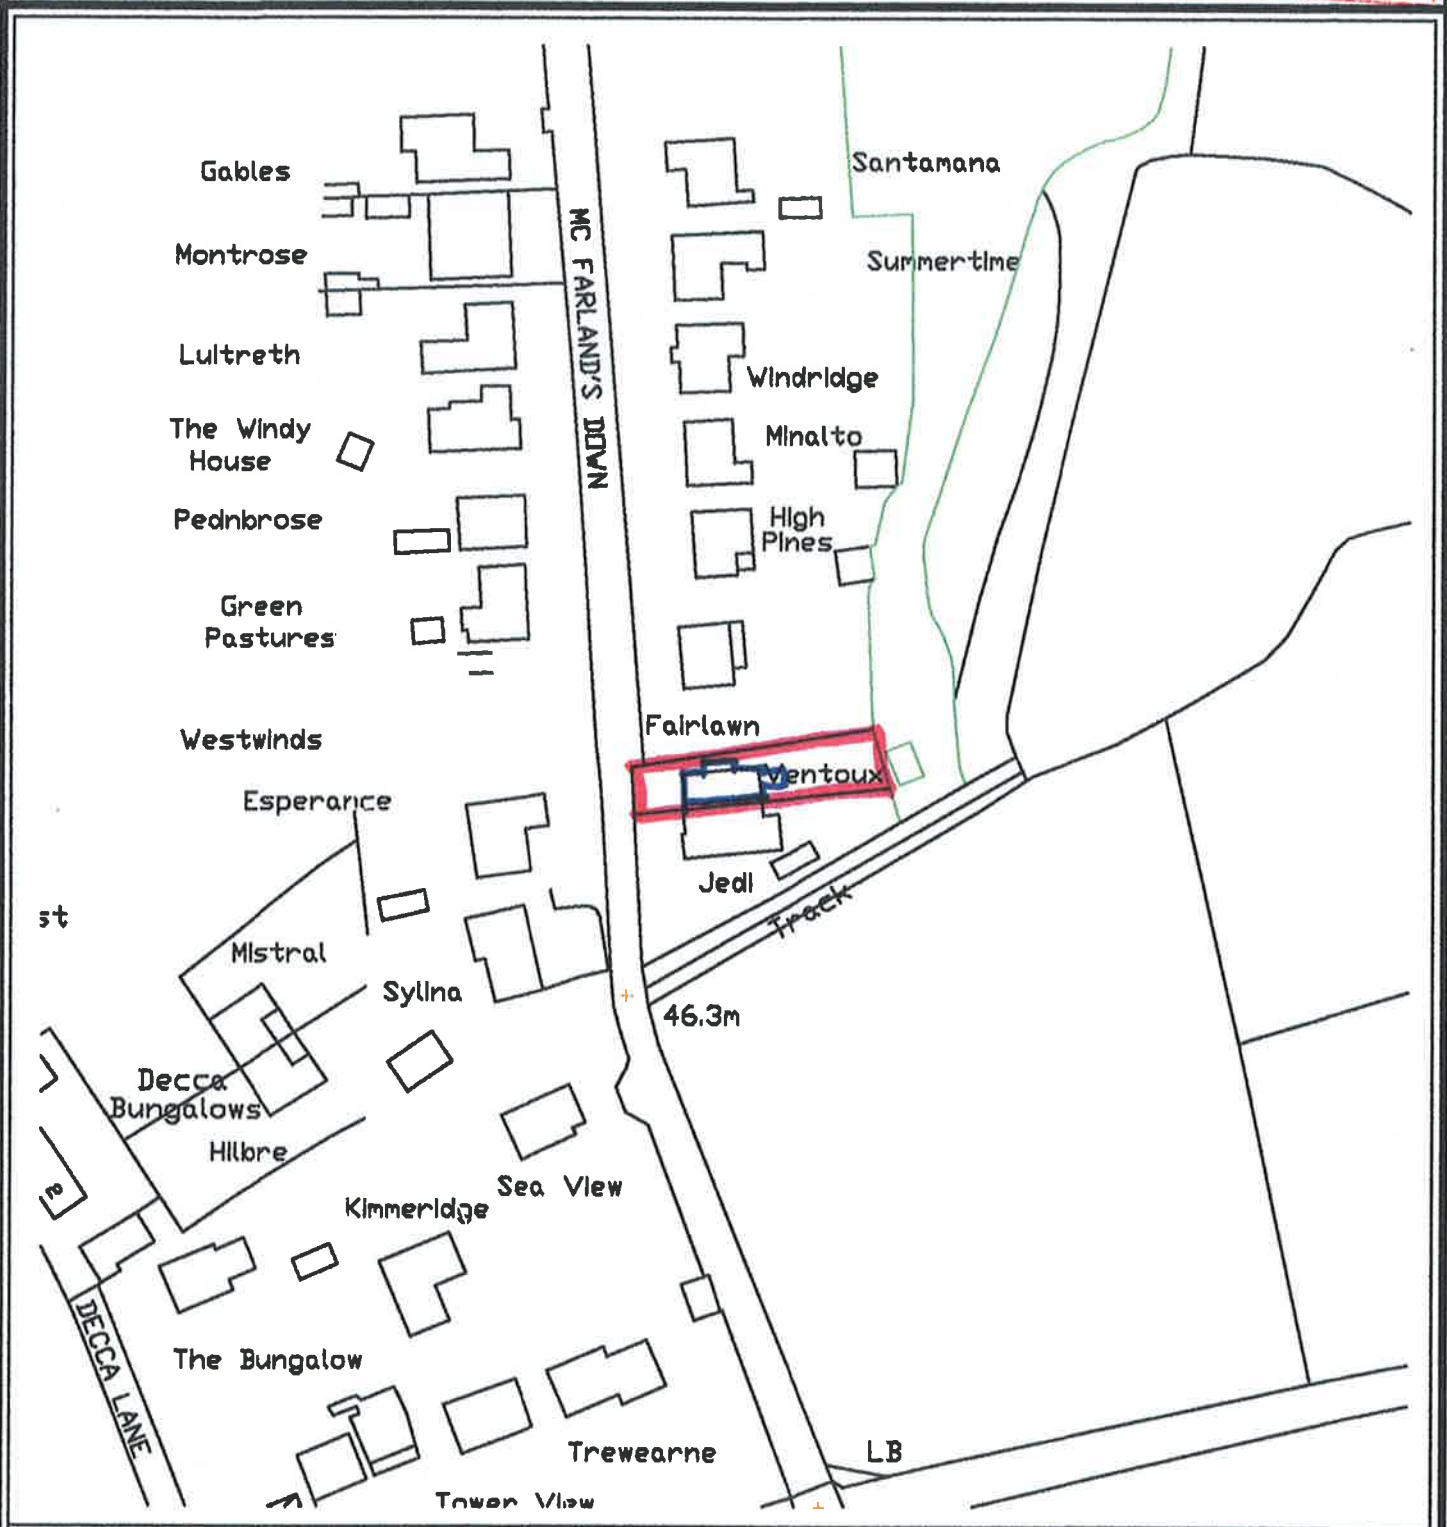 Gables
Santamana
Montrose
MC FARLAND'S DOWN
Summertime
Lultreth
Windridge
The Windy
House
Minalto
Pednbrose
High
Pines
Green
Pastures
Fairlawn
Westwinds
Ventoux
Esperance
Jedi
Track
st
Mistral
Sylina
46.3m
Decca
Bungalows
Hilbre
2
Sea View
Kimmeridge
DECCA LANE
The Bungalow
Trewearne
LB
Tower View